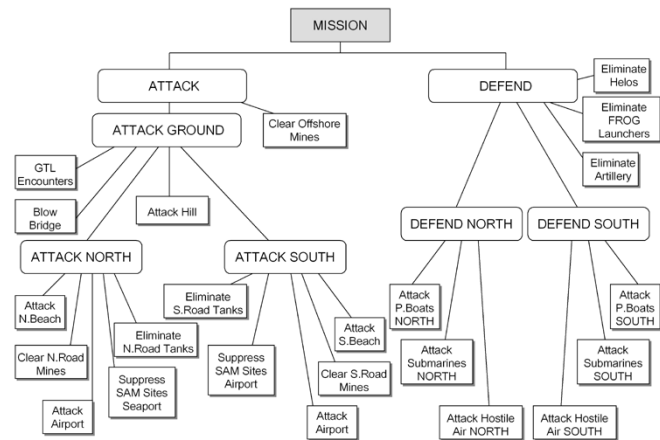 MISSION
ATTACK
DEFEND
Eliminate
Helos
Eliminate
FROG
Launchers
Eliminate
Artillery
ATTACK GROUND
Clear Offshore
Mines
GTL
Encounters
Blow
Bridge
Attack Hill
ATTACK NORTH
ATTACK SOUTH
DEFEND NORTH
DEFEND SOUTH
Attack
N.Beach
Clear N.Road
Mines
Attack
Airport
Suppress
SAM Sites
Seaport
Eliminate
N.Road Tanks
Eliminate
S.Road Tanks
Suppress
SAM Sites
Airport
Attack
Airport
Clear S.Road
Mines
Attack
S.Beach
Attack
P.Boats
NORTH
Attack
Submarines
NORTH
Attack Hostile
Air NORTH
Attack Hostile
Air SOUTH
Attack
Submarines
SOUTH
Attack
P.Boats
SOUTH